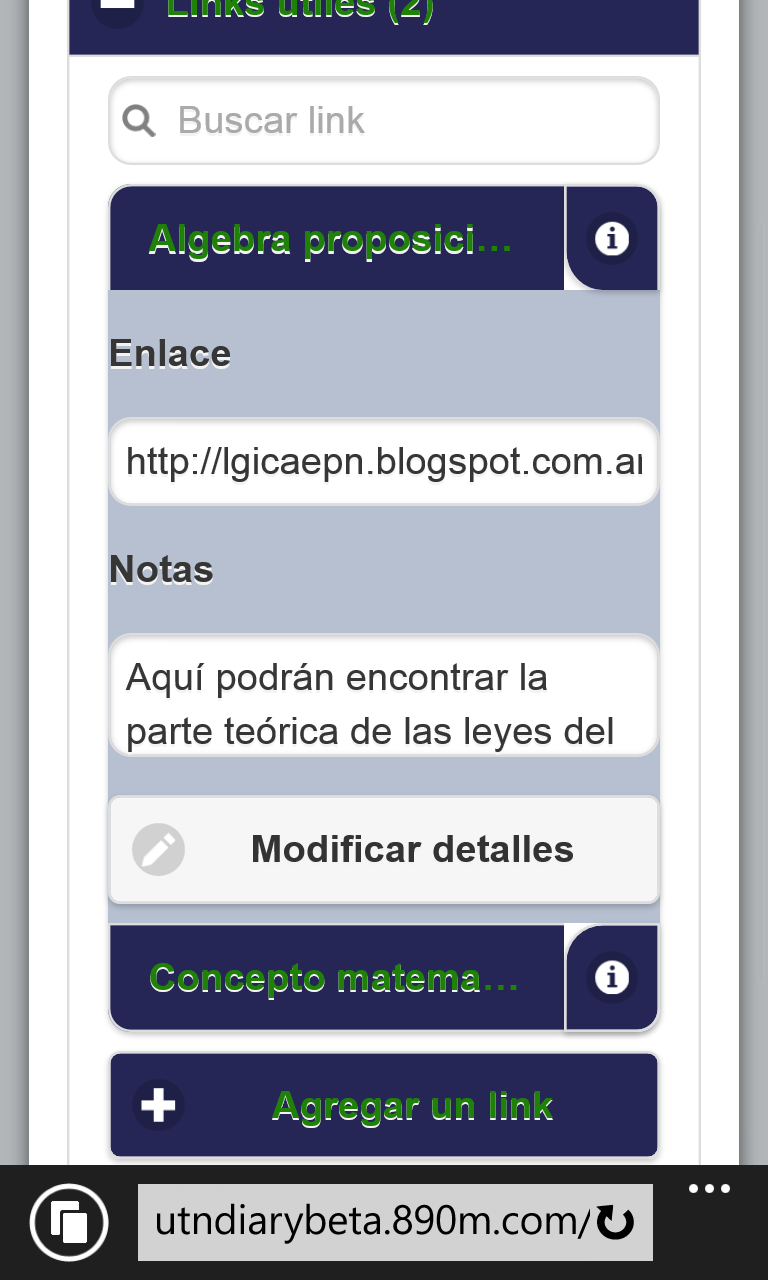 Links útiles (2)
Buscar link
Algebra proposici...
Enlace
http://lgicaepn.blogspot.com.ar
Notas
Aquí podrán encontrar la
parte teórica de las leyes del
Modificar detalles
Concepto matema...
Agregar un link
utndiarybeta.890m.com/